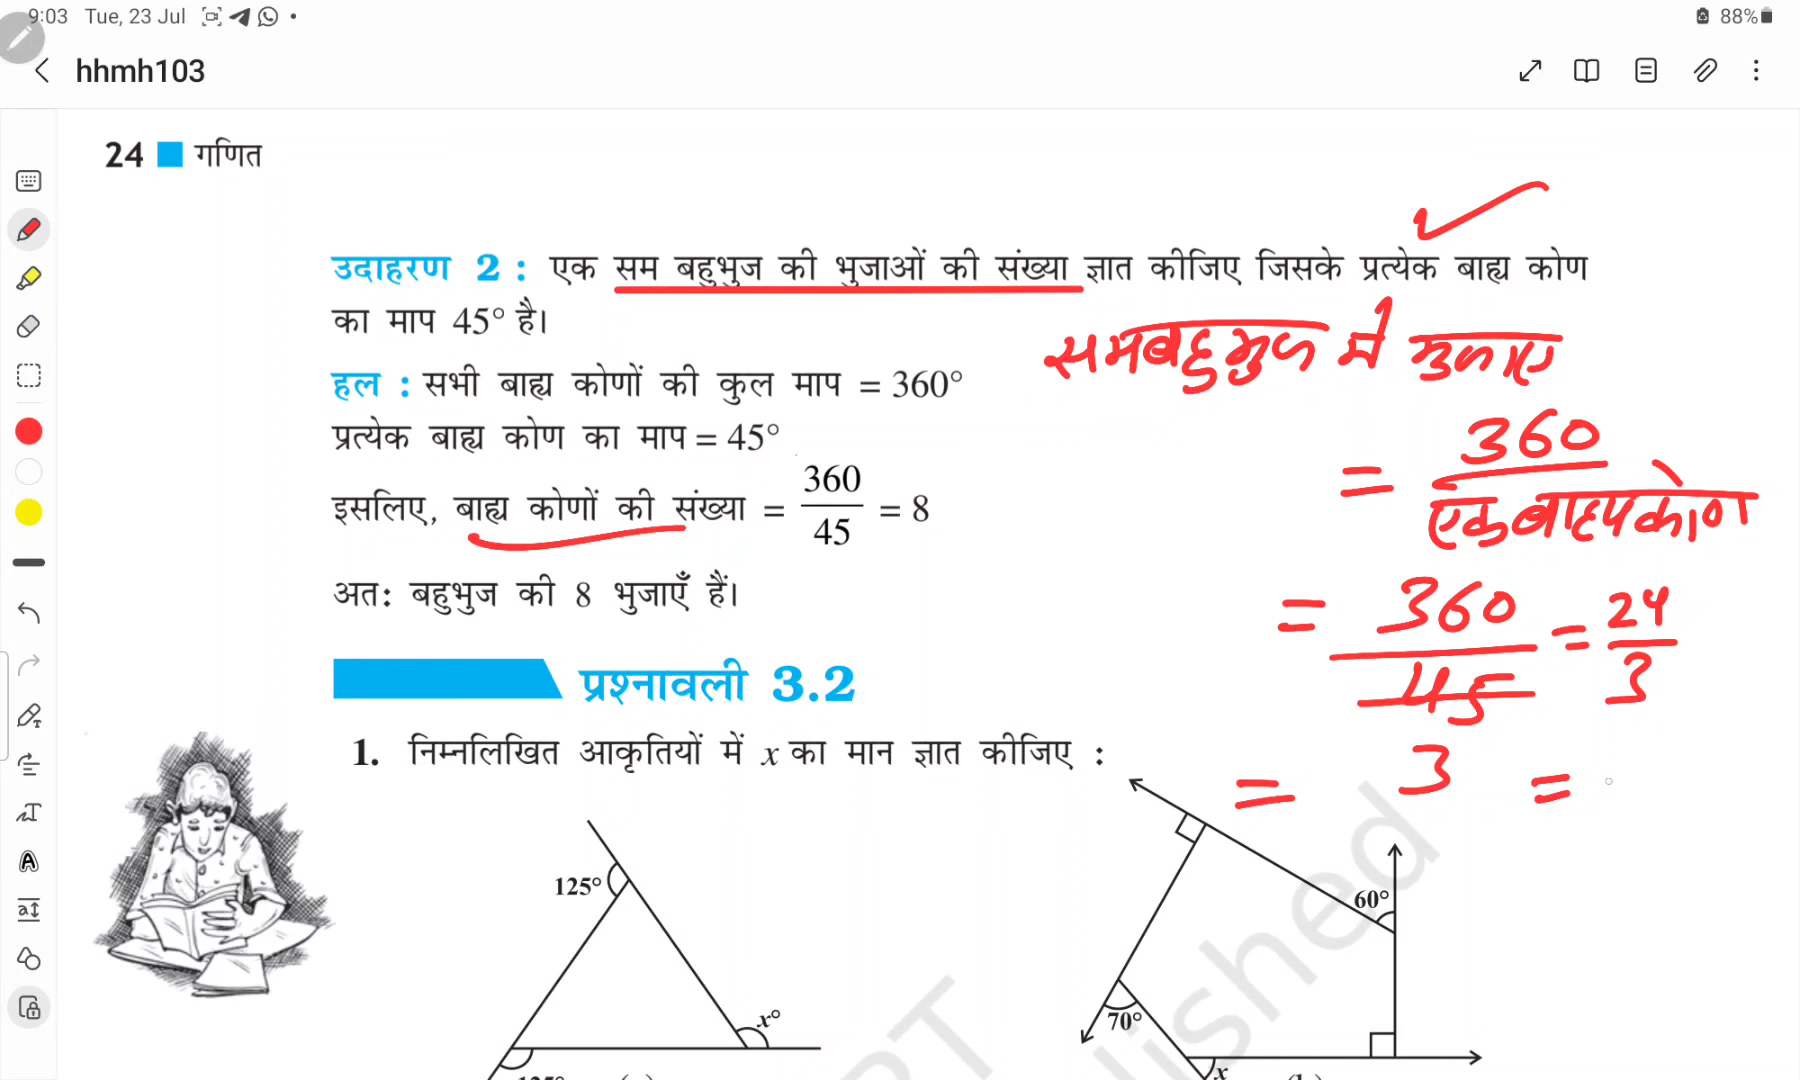 9:03 Tue, 23 Jul
88%
hhmh103
24 गणित
उदाहरण 2 : एक सम बहुभुज की भुजाओं की संख्या ज्ञात कीजिए जिसके प्रत्येक बाह्य कोण
का माप 45° है।
समबहुभुज में भुजाए
हल : सभी बाह्य कोणों की कुल माप = 360°
प्रत्येक बाह्य कोण का माप = 45°
= 360
एक बाह्य कोण
इसलिए, बाह्य कोणों की संख्या = 360/45 = 8
अतः बहुभुज की 8 भुजाएँ हैं।
= 360/45 = 24/3
= 3 =
प्रश्नावली 3.2
1. निम्नलिखित आकृतियों में x का मान ज्ञात कीजिए :
125°
x°
60°
70°
x